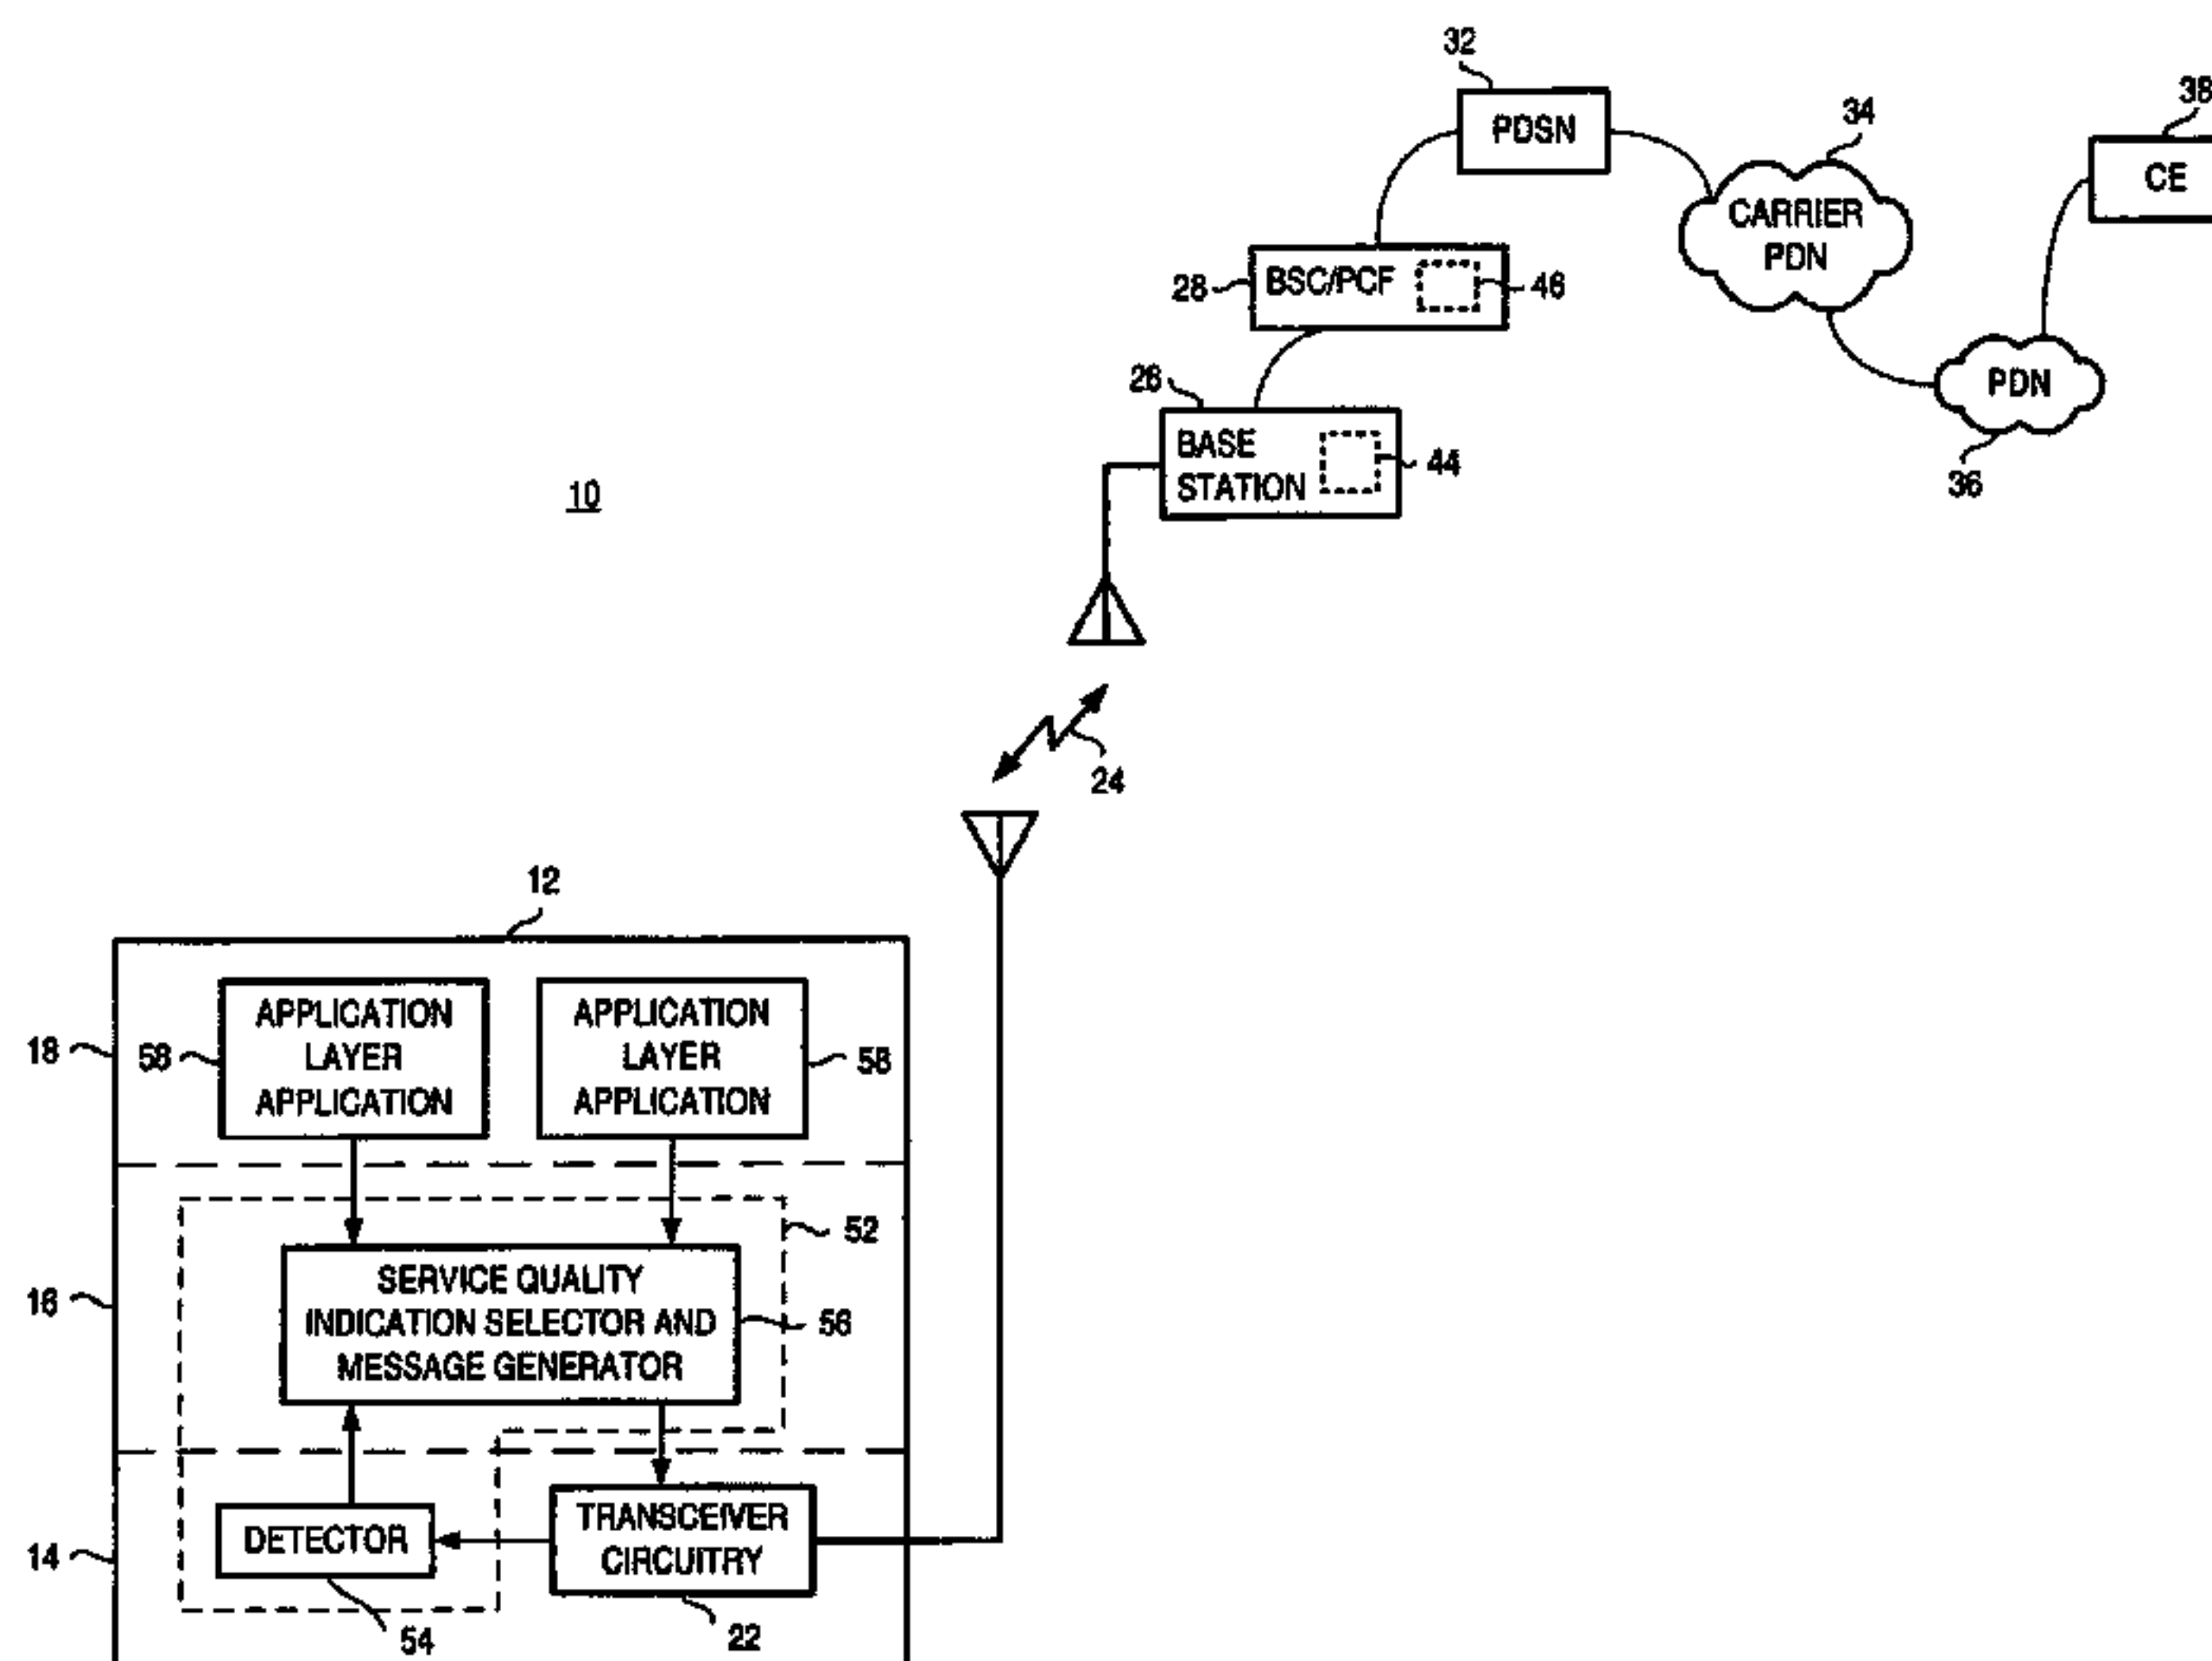 32
PDSN
34
38
CARRIER
PDN
CE
28
BSC/PCF
46
26
BASE
STATION
44
PDN
36
10
24
12
18
58
APPLICATION
LAYER
APPLICATION
APPLICATION
LAYER
APPLICATION
58
52
16
SERVICE QUALITY
INDICATION SELECTOR AND
MESSAGE GENERATOR
56
14
DETECTOR
TRANSCEIVER
CIRCUITRY
54
22